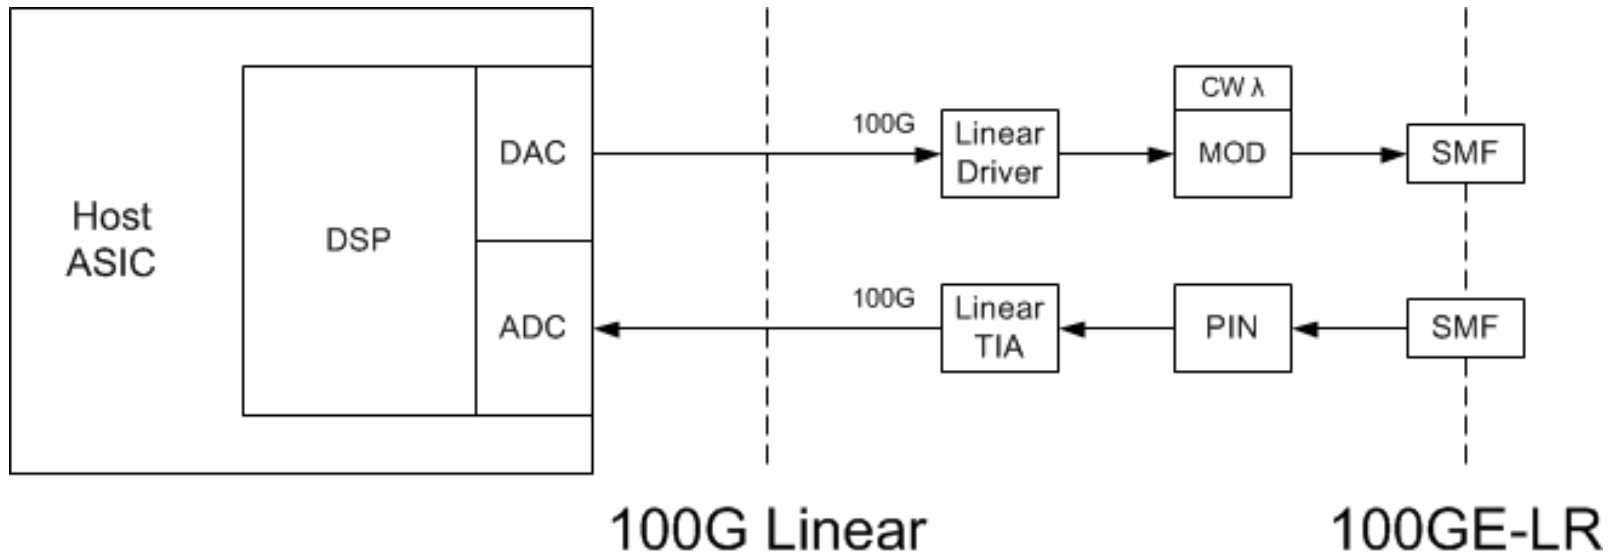 CW λ
100G
Linear
Driver
MOD
SMF
DAC
Host
ASIC
DSP
ADC
100G
Linear
TIA
PIN
SMF
100G Linear
100GE-LR